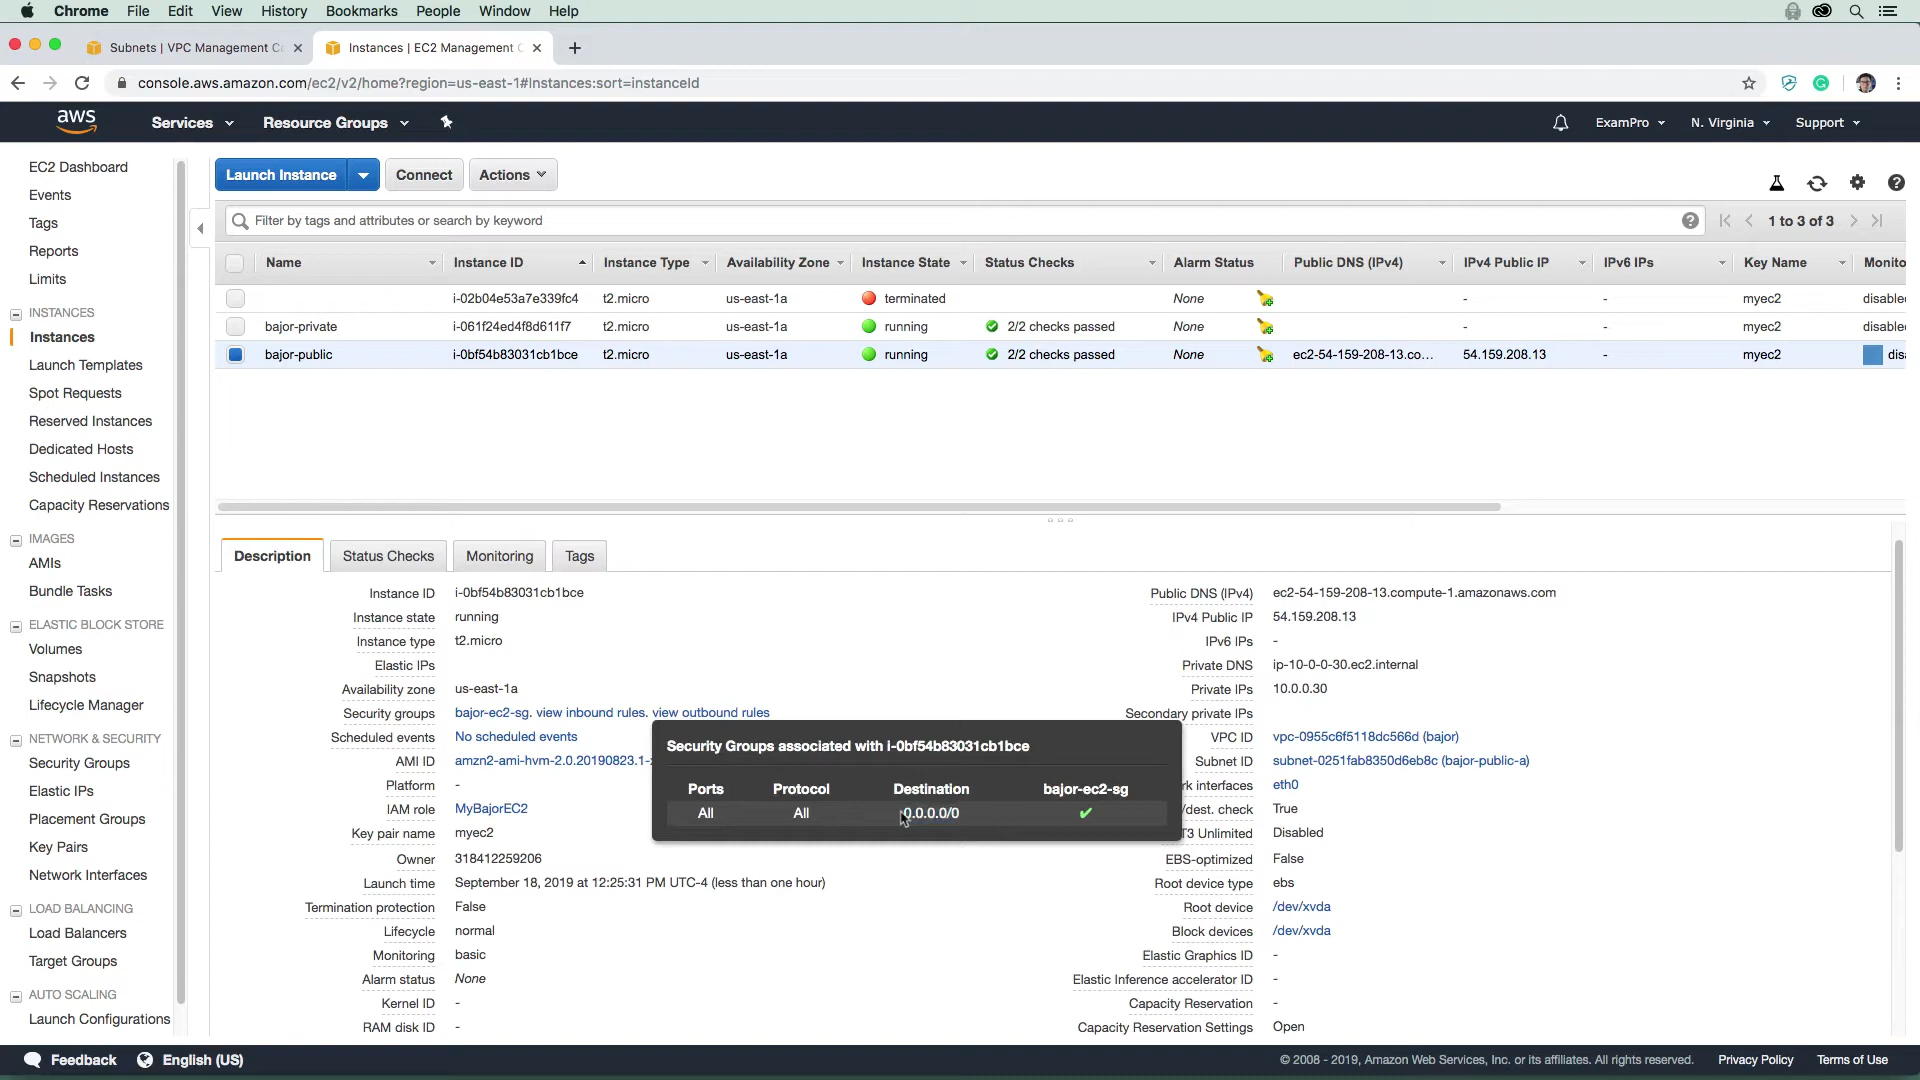 Chrome File Edit View History Bookmarks People Window Help
Subnets | VPC Management C
Instances | EC2 Management C
console.aws.amazon.com/ec2/v2/home?region=us-east-1#Instances:sort=instanceId
aws Services Resource Groups ExamPro N. Virginia Support
EC2 Dashboard
Events
Tags
Reports
Limits
INSTANCES
Instances
Launch Templates
Spot Requests
Reserved Instances
Dedicated Hosts
Scheduled Instances
Capacity Reservations
IMAGES
AMIs
Bundle Tasks
ELASTIC BLOCK STORE
Volumes
Snapshots
Lifecycle Manager
NETWORK & SECURITY
Security Groups
Elastic IPs
Placement Groups
Key Pairs
Network Interfaces
LOAD BALANCING
Load Balancers
Target Groups
AUTO SCALING
Launch Configurations
Launch Instance Connect Actions
Filter by tags and attributes or search by keyword
1 to 3 of 3
Name Instance ID Instance Type Availability Zone Instance State Status Checks Alarm Status Public DNS (IPv4) IPv4 Public IP IPv6 IPs Key Name Monito
i-02b04e53a7e339fc4 t2.micro us-east-1a terminated None - - myec2 disable
bajor-private i-061f24ed4f8d611f7 t2.micro us-east-1a running 2/2 checks passed None - - myec2 disable
bajor-public i-0bf54b83031cb1bce t2.micro us-east-1a running 2/2 checks passed None ec2-54-159-208-13.co... 54.159.208.13 - myec2 disa
Description Status Checks Monitoring Tags
Instance ID i-0bf54b83031cb1bce
Instance state running
Instance type t2.micro
Elastic IPs
Availability zone us-east-1a
Security groups bajor-ec2-sg. view inbound rules. view outbound rules
Scheduled events No scheduled events
AMI ID amzn2-ami-hvm-2.0.20190823.1-x
Platform -
IAM role MyBajorEC2
Key pair name myec2
Owner 318412259206
Launch time September 18, 2019 at 12:25:31 PM UTC-4 (less than one hour)
Termination protection False
Lifecycle normal
Monitoring basic
Alarm status None
Kernel ID -
RAM disk ID -
Security Groups associated with i-0bf54b83031cb1bce
Ports Protocol Destination bajor-ec2-sg
All All 0.0.0.0/0 ✔
Public DNS (IPv4) ec2-54-159-208-13.compute-1.amazonaws.com
IPv4 Public IP 54.159.208.13
IPv6 IPs -
Private DNS ip-10-0-0-30.ec2.internal
Private IPs 10.0.0.30
Secondary private IPs
VPC ID vpc-0955c6f5118dc566d (bajor)
Subnet ID subnet-0251fab8350d6eb8c (bajor-public-a)
rk interfaces eth0
/dest. check True
T3 Unlimited Disabled
EBS-optimized False
Root device type ebs
Root device /dev/xvda
Block devices /dev/xvda
Elastic Graphics ID -
Elastic Inference accelerator ID -
Capacity Reservation -
Capacity Reservation Settings Open
Feedback English (US)
© 2008 - 2019, Amazon Web Services, Inc. or its affiliates. All rights reserved. Privacy Policy Terms of Use